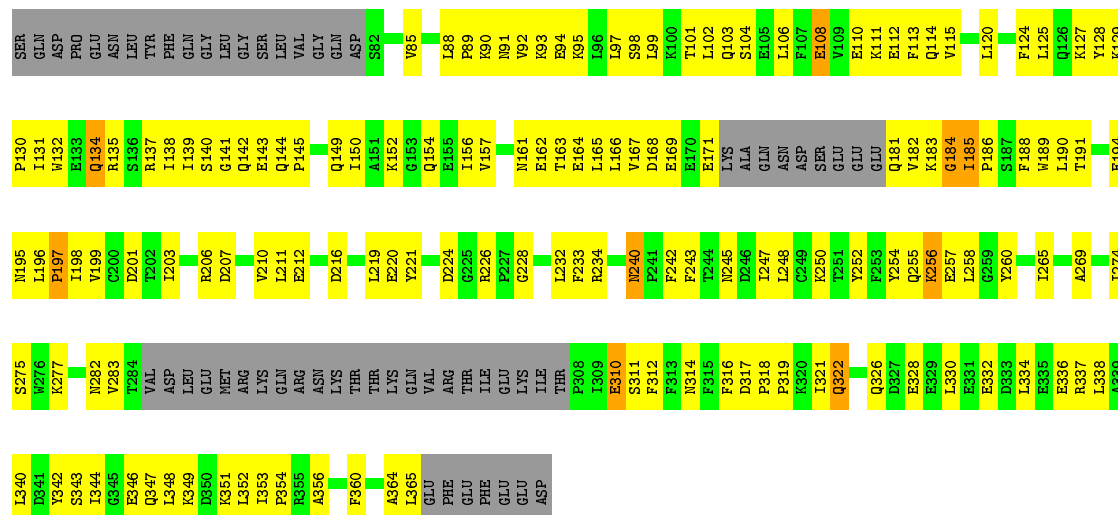 SER GLN ASP PRO GLU ASN LEU TYR PHE GLN GLY LEU GLY GLY SER LEU VAL GLY GLN ASP S82 V85 L88 P89 K90 N91 V92 K93 E94 K95 L96 L97 S98 L99 K100 T101 L102 Q103 S104 E105 L106 F107 E108 V109 E110 K111 E112 F113 Q114 V115 L120 F124 L125 Q126 K127 Y128
P130 I131 W132 E133 Q134 R135 S136 R137 I138 I139 S140 G141 Q142 E143 Q144 P145 Q149 I150 A151 K152 G153 Q154 E155 I156 V157 N161 E162 T163 E164 L165 L166 V167 D168 E169 E170 E171 LYS ALA GLN ASN ASP SER GLU GLU GLU Q181 V182 K183 G184 I185 P186 S187 F188 W189 L190 T191
N195 L196 P197 I198 V199 C200 D201 T202 I203 R206 D207 V210 L211 E212 D216 L219 E220 Y221 D224 G225 R226 P227 G228 L232 F233 R234 N240 P241 F242 F243 T244 N245 D246 I247 L248 C249 K250 T251 Y252 F253 Y254 Q255 K256 E257 L258 G259 Y260 I265 A269
S275 W276 K277 N282 V283 T284 VAL ASP LEU GLU MET ARG LYS GLN ARG ASN LYS THR THR LYS GLN VAL ARG THR ILE GLU LYS ILE THR P308 I309 E310 S311 F312 F313 N314 F315 F316 D317 P318 P319 K320 I321 Q322 Q326 D327 E328 E329 L330 E331 E332 D333 L334 E335 E336 R337 L338
L340 D341 Y342 S343 I344 G345 E346 Q347 L348 K349 D350 K351 L352 I353 P354 R355 A356 F360 A364 L365 GLU PHE GLU PHE GLU GLU ASP